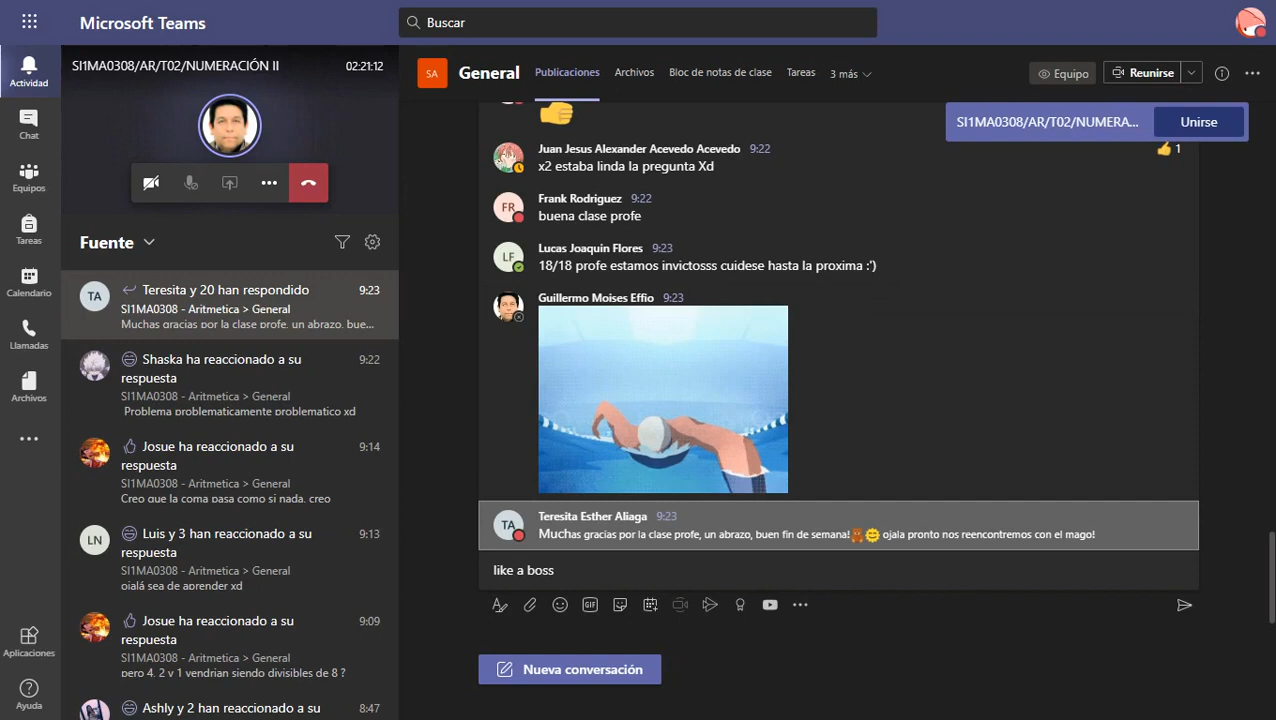 Microsoft Teams
Buscar
Actividad
Chat
Equipos
Tareas
Calendario
Llamadas
Archivos
Aplicaciones
Ayuda
SI1MA0308/AR/T02/NUMERACIÓN II
02:21:12
Fuente
TA
Teresita y 20 han respondido
9:23
SI1MA0308 - Aritmetica > General
Muchas gracias por la clase profe, un abrazo, bue...
Shaska ha reaccionado a su
9:22
respuesta
SI1MA0308 - Aritmetica > General
Problema problematicamente problematico xd
Josue ha reaccionado a su
9:14
respuesta
SI1MA0308 - Aritmetica > General
Creo que la coma pasa como si nada, creo
LN
Luis y 3 han reaccionado a su
9:13
respuesta
SI1MA0308 - Aritmetica > General
ojalá sea de aprender xd
Josue ha reaccionado a su
9:09
respuesta
SI1MA0308 - Aritmetica > General
pero 4, 2 y 1 vendrian siendo divisibles de 8 ?
Ashly y 2 han reaccionado a su
8:47
SA
General
Publicaciones
Archivos
Bloc de notas de clase
Tareas
3 más
Equipo
Reunirse
SI1MA0308/AR/T02/NUMERA...
Unirse
Juan Jesus Alexander Acevedo Acevedo 9:22
1
x2 estaba linda la pregunta Xd
FR
Frank Rodriguez 9:22
buena clase profe
LF
Lucas Joaquin Flores 9:23
18/18 profe estamos invictosss cuidese hasta la proxima :')
Guillermo Moises Effio 9:23
TA
Teresita Esther Aliaga 9:23
Muchas gracias por la clase profe, un abrazo, buen fin de semana! ojala pronto nos reencontremos con el mago!
like a boss
GIF
Nueva conversación